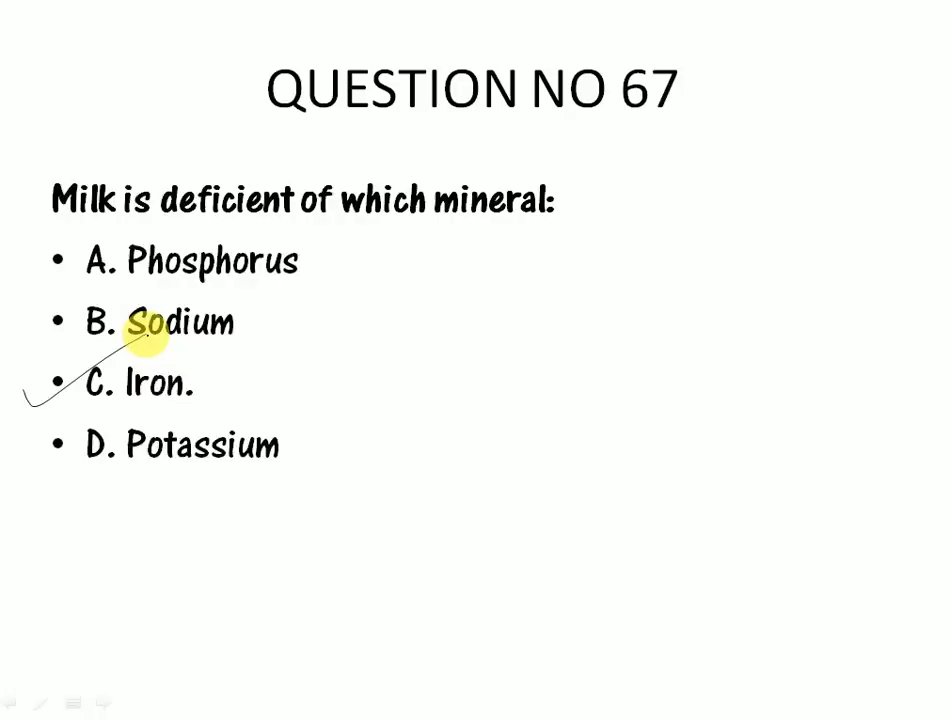 QUESTION NO 67
Milk is deficient of which mineral:
• A. Phosphorus
• B. Sodium
• C. Iron.
• D. Potassium